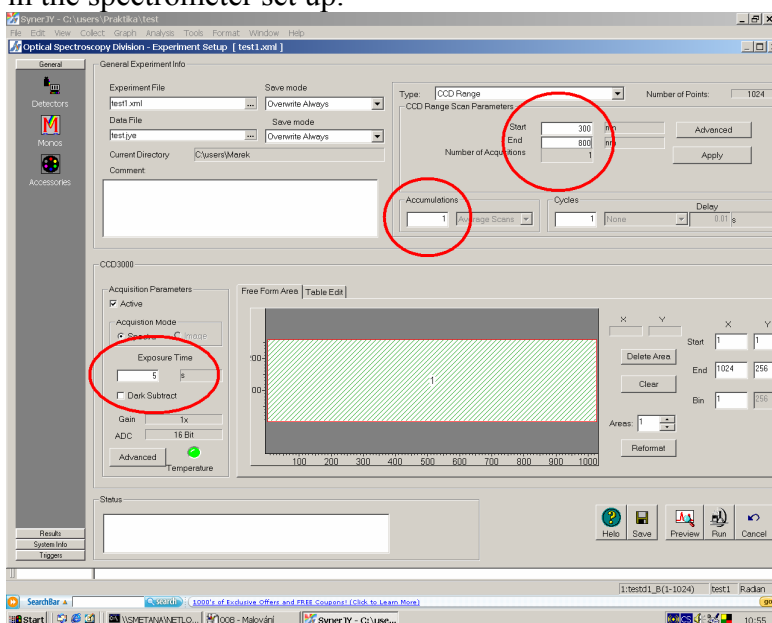 in the spectrometer set up.
SynerJY - C:\users\Praktika\test
File Edit View Collect Graph Analysis Tools Format Window Help
Optical Spectroscopy Division - Experiment Setup [ test1.xml ]
General
Detectors
Monos
Accessories
Results
System Info
Triggers
General Experiment Info
Experiment File
Save mode
test1.xml ... Overwrite Always
Data File
Save mode
test.jye ... Overwrite Always
Current Directory C:\users\Marek
Comment
Type: CCD Range
Number of Points: 1024
CCD Range Scan Parameters
Start 300 nm
End 800 nm
Number of Acquisitions 1
Advanced
Apply
Accumulations
1 Average Scans
Cycles
1 None
Delay
0.01 s
CCD3000
Acquisition Parameters
Active
Acquisition Mode
Spectra Image
Exposure Time
5 s
Dark Subtract
Gain 1x
ADC 16 Bit
Advanced
Temperature
Free Form Area Table Edit
00-
00-
1
100 200 300 400 500 600 700 800 900 1000
X Y
Delete Area
Clear
Areas: 1
Reformat
X Y
Start 1 1
End 1024 256
Bin 1 256
Status
Help Save Preview Run Cancel
1:testd1_B(1-1024) test1 Radian
SearchBar Search 1000's of Exclusive Offers and FREE Coupons! (Click to Learn More) go
Start \\SMETANA\NETLO... 008 - Malování SynerJY - C:\use... CS 10:55